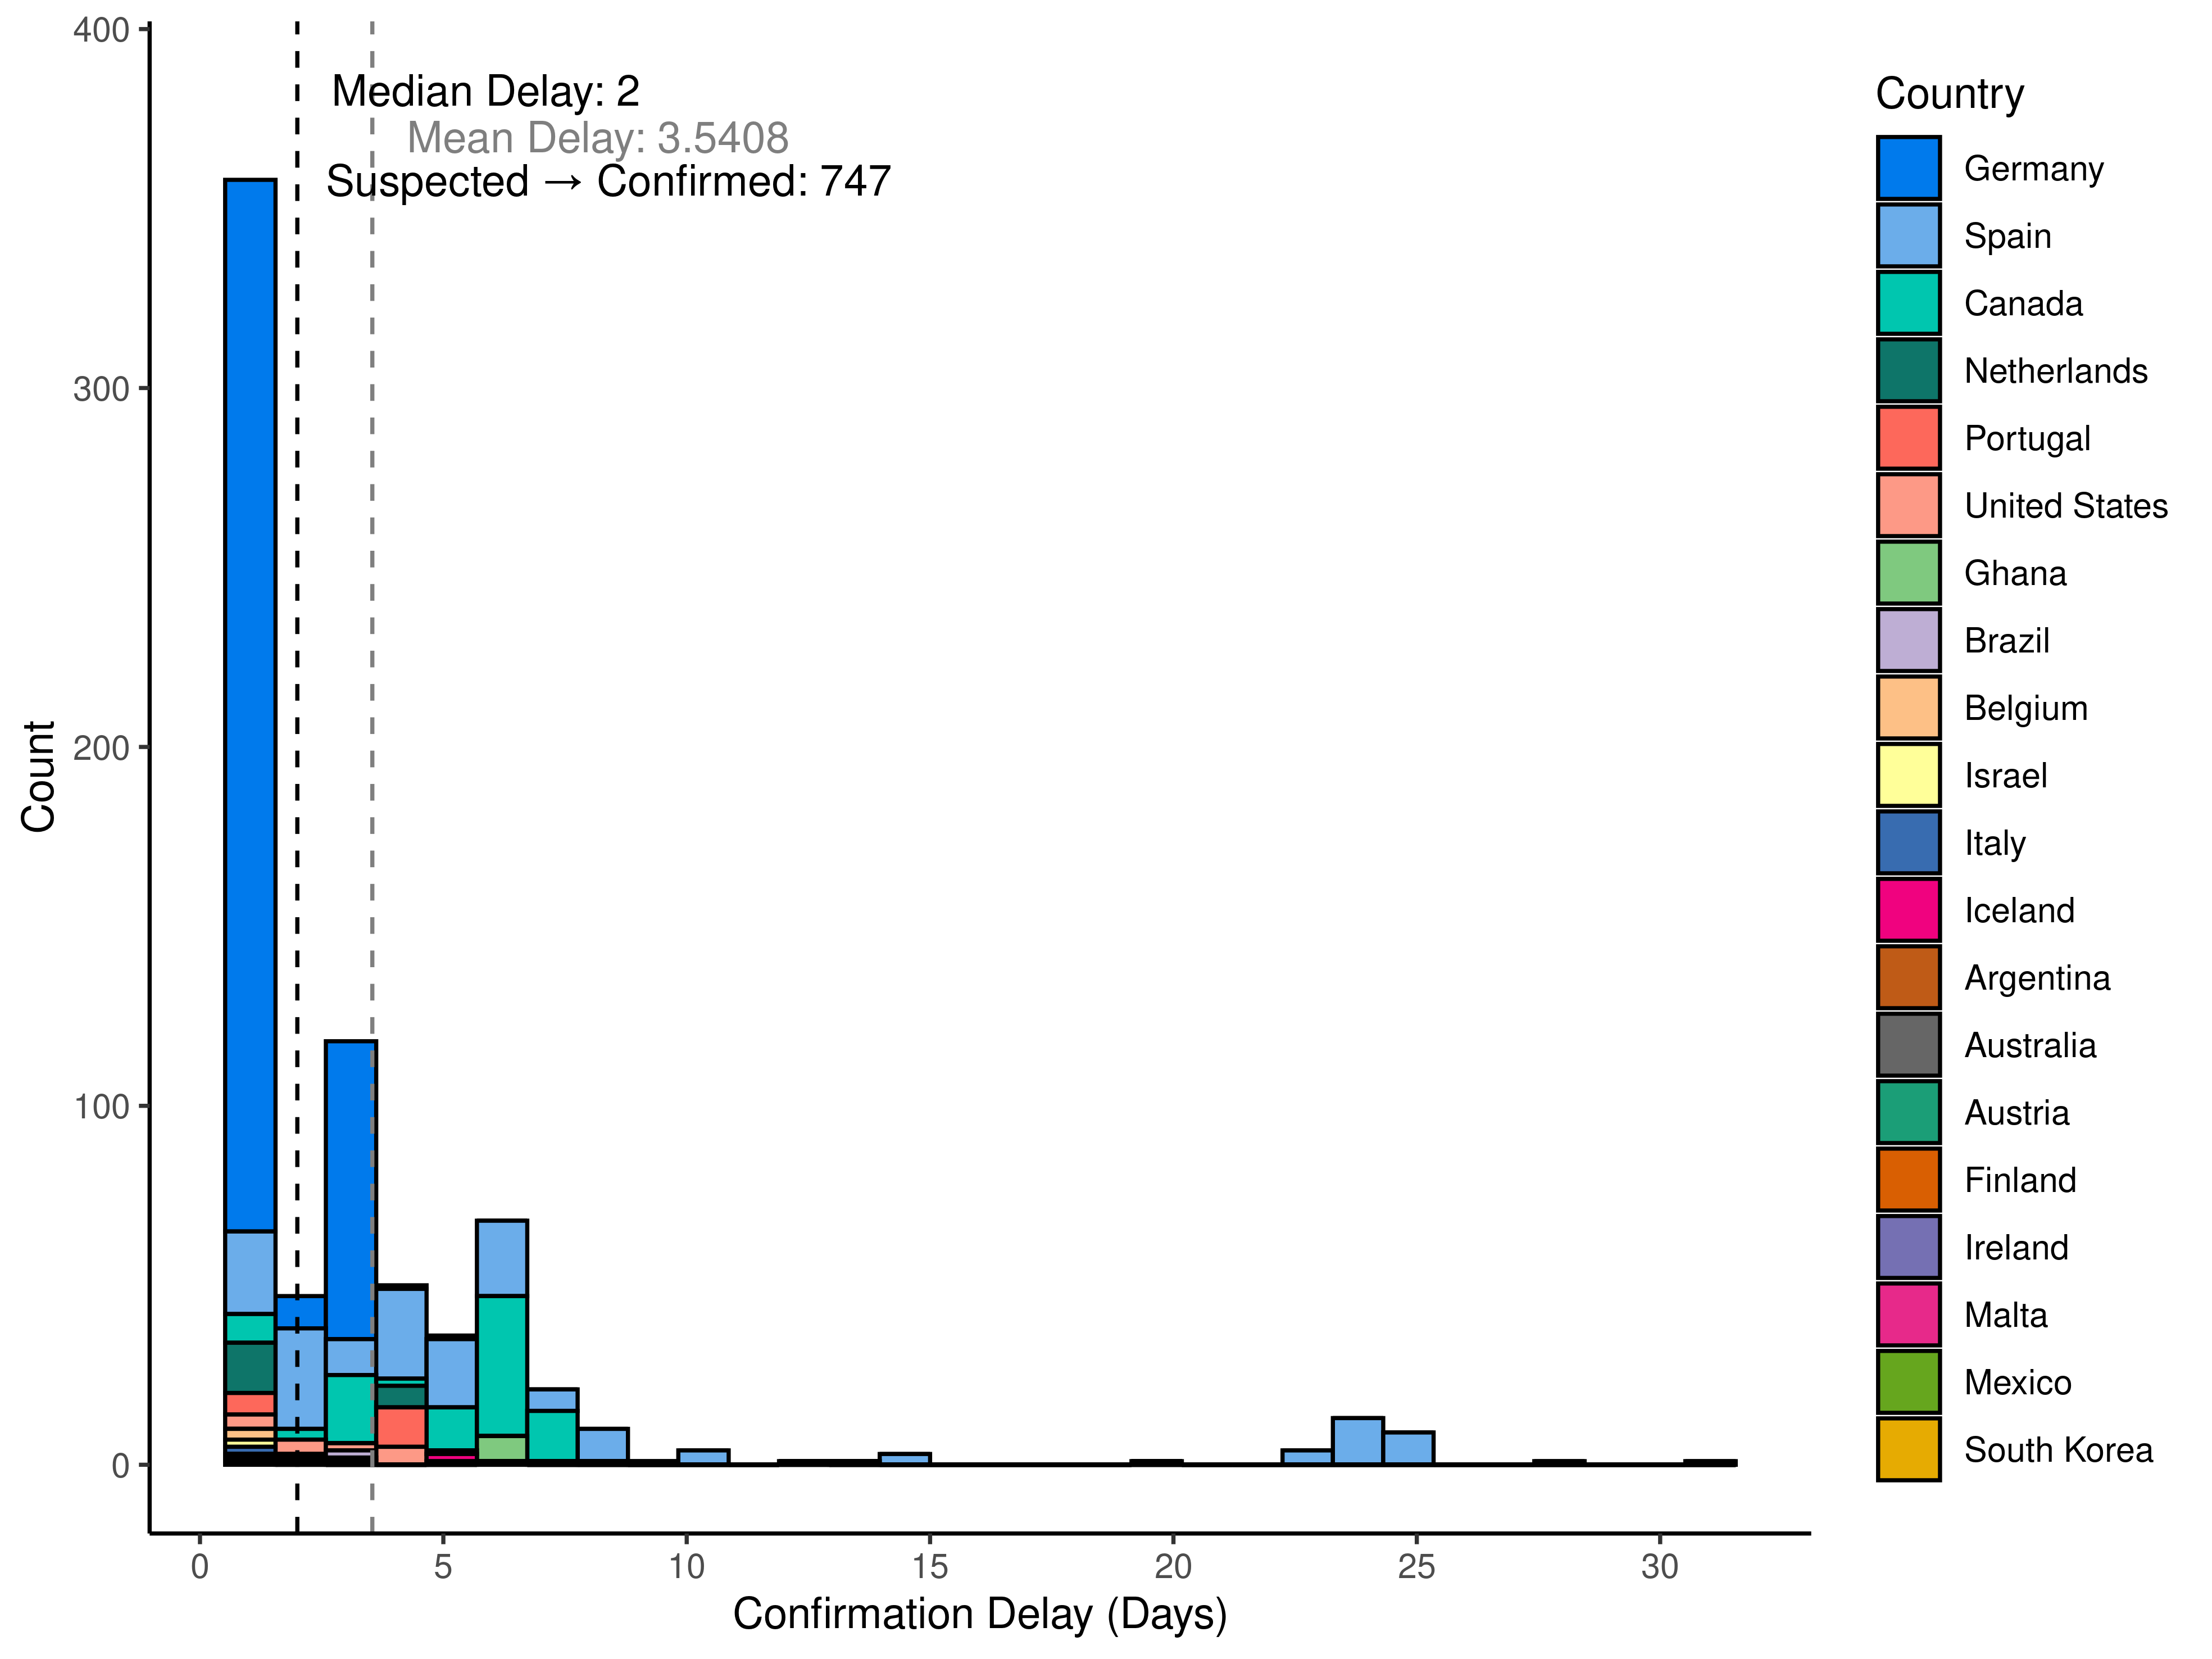 400
300
200
100
0
Count
Median Delay: 2
Mean Delay: 3.5408
Suspected → Confirmed: 747
0 5 10 15 20 25 30
Confirmation Delay (Days)
Country
Germany
Spain
Canada
Netherlands
Portugal
United States
Ghana
Brazil
Belgium
Israel
Italy
Iceland
Argentina
Australia
Austria
Finland
Ireland
Malta
Mexico
South Korea